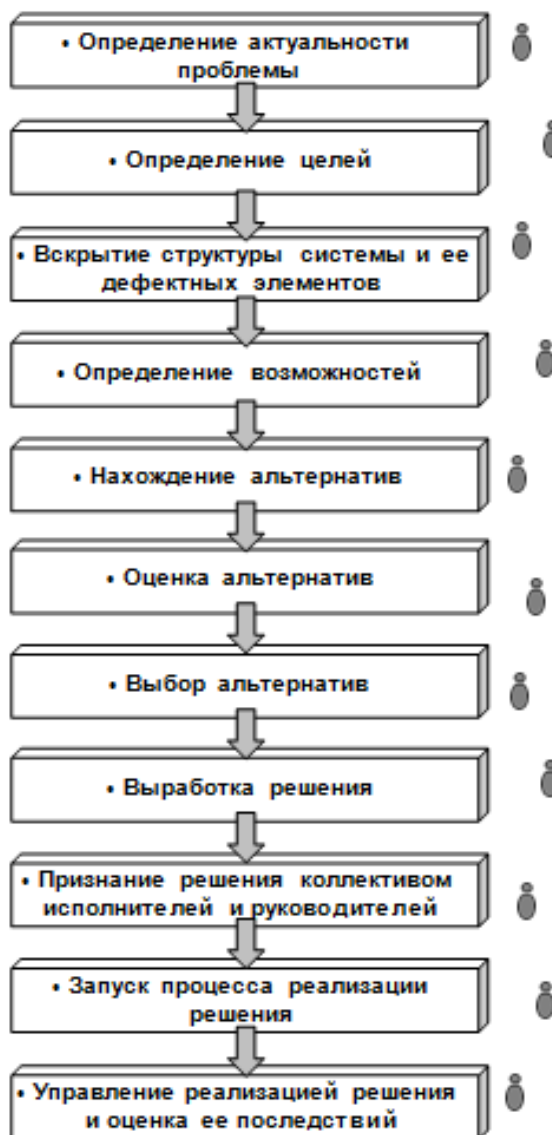 • Определение актуальности
проблемы
• Определение целей
• Вскрытие структуры системы и ее
дефектных элементов
• Определение возможностей
• Нахождение альтернатив
• Оценка альтернатив
• Выбор альтернатив
• Выработка решения
• Признание решения коллективом
исполнителей и руководителей
• Запуск процесса реализации
решения
• Управление реализацией решения
и оценка ее последствий